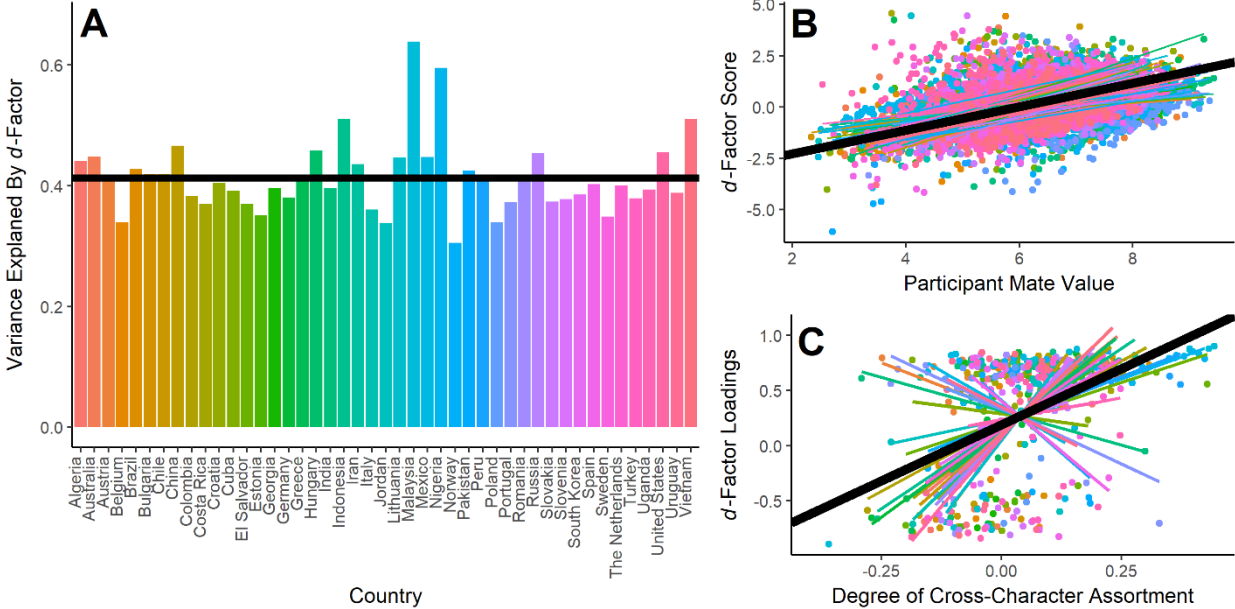 A
Variance Explaned By d-Factor
0.6
0.4
0.2
0.0
Algeria
Australia
Austria
Belgium
Brazil
Bulgaria
Chile
China
Colombia
Costa Rica
Croatia
Cuba
El Salvador
Estonia
Georgia
Germany
Greece
Hungary
India
Indonesia
Iran
Italy
Jordan
Lithuania
Malaysia
Mexico
Nigeria
Norway
Pakistan
Peru
Poland
Portugal
Romania
Russia
Slovakia
Slovenia
South Korea
Spain
Sweden
The Netherlands
Turkey
Uganda
United States
Uruguay
Vietnam
Country
B
d-Factor Score
5.0
2.5
0.0
-2.5
-5.0
2
4
6
8
Participant Mate Value
C
d-Factor Loadings
1.0
0.5
0.0
-0.5
-0.25
0.00
0.25
Degree of Cross-Character Assortment